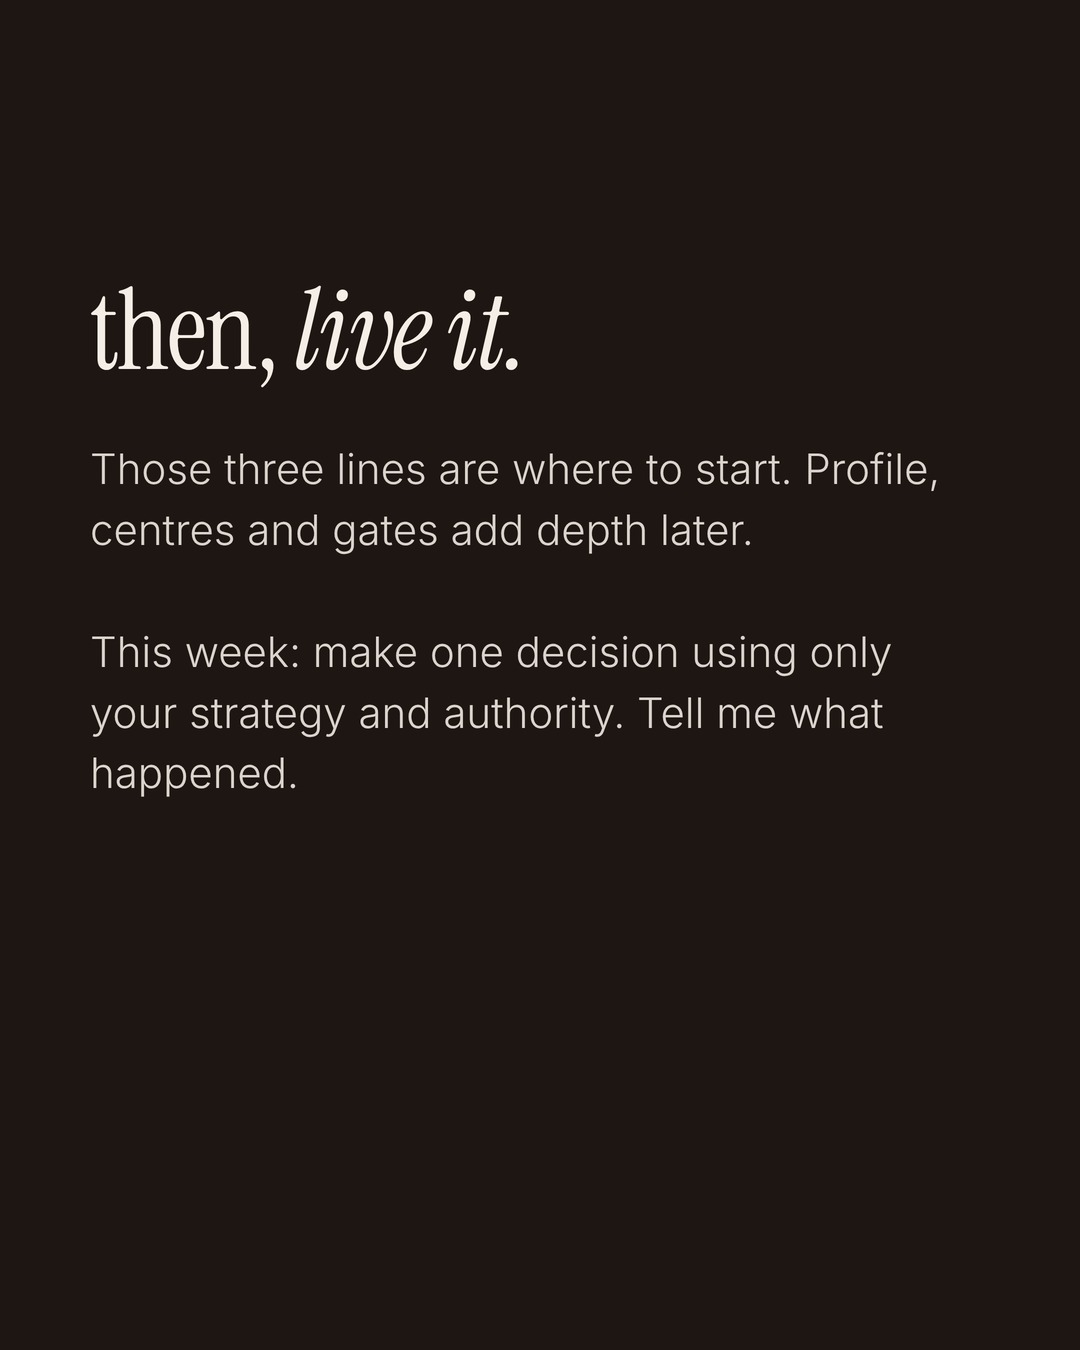 then, live it.
Those three lines are where to start. Profile,
centres and gates add depth later.
This week: make one decision using only
your strategy and authority. Tell me what
happened.